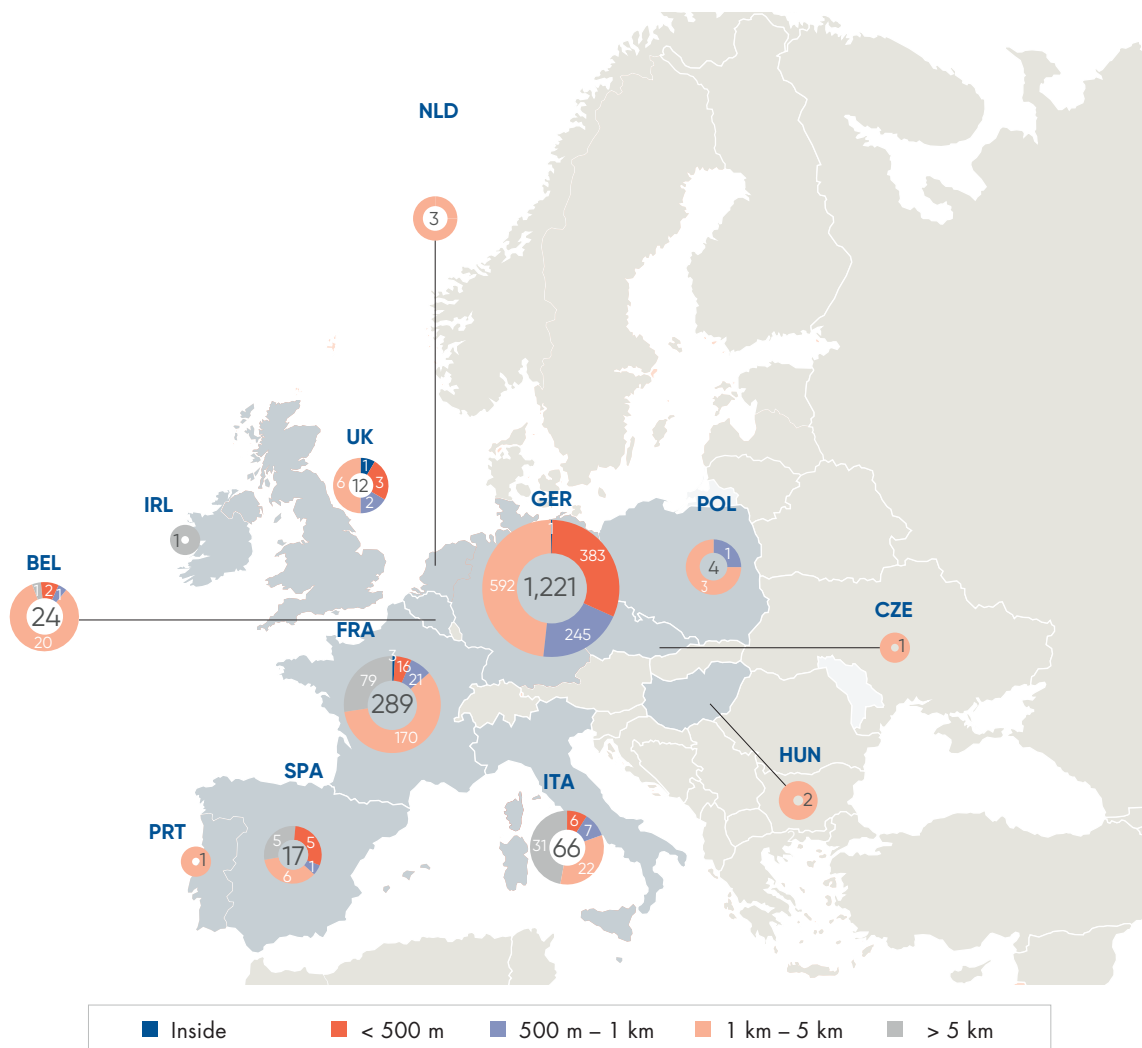 NLD
3
UK
1
6
12
3
2
IRL
1
GER
383
592
1,221
245
POL
1
4
3
BEL
1
2
1
24
20
CZE
1
FRA
3
16
21
79
289
170
HUN
2
SPA
5
5
17
1
6
ITA
6
7
31
66
22
PRT
1
Inside
< 500 m
500 m – 1 km
1 km – 5 km
> 5 km